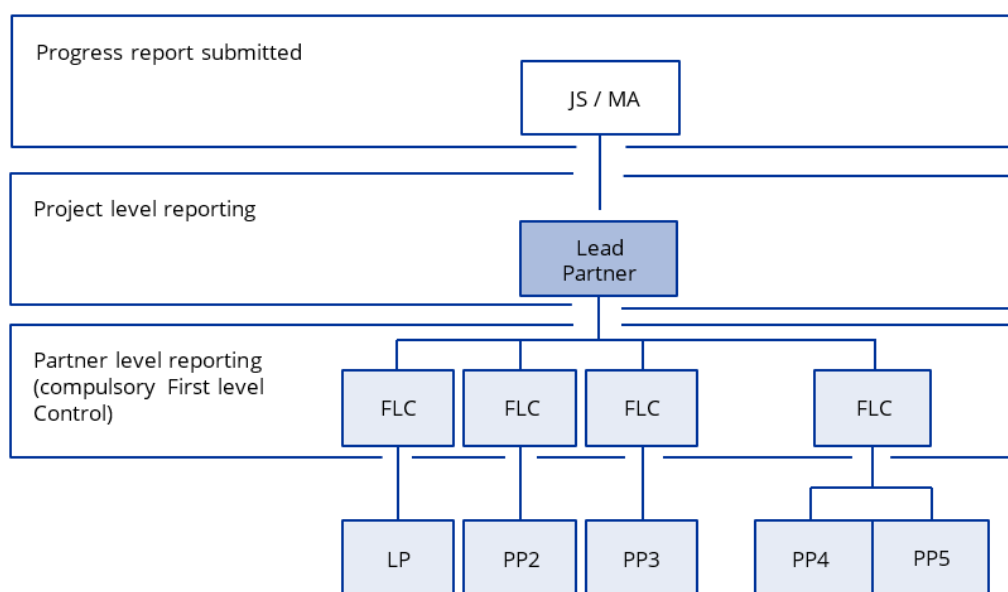 Progress report submitted
JS / MA
Project level reporting
Lead
Partner
Partner level reporting
(compulsory First level
Control)
FLC
FLC
FLC
FLC
LP
PP2
PP3
PP4
PP5